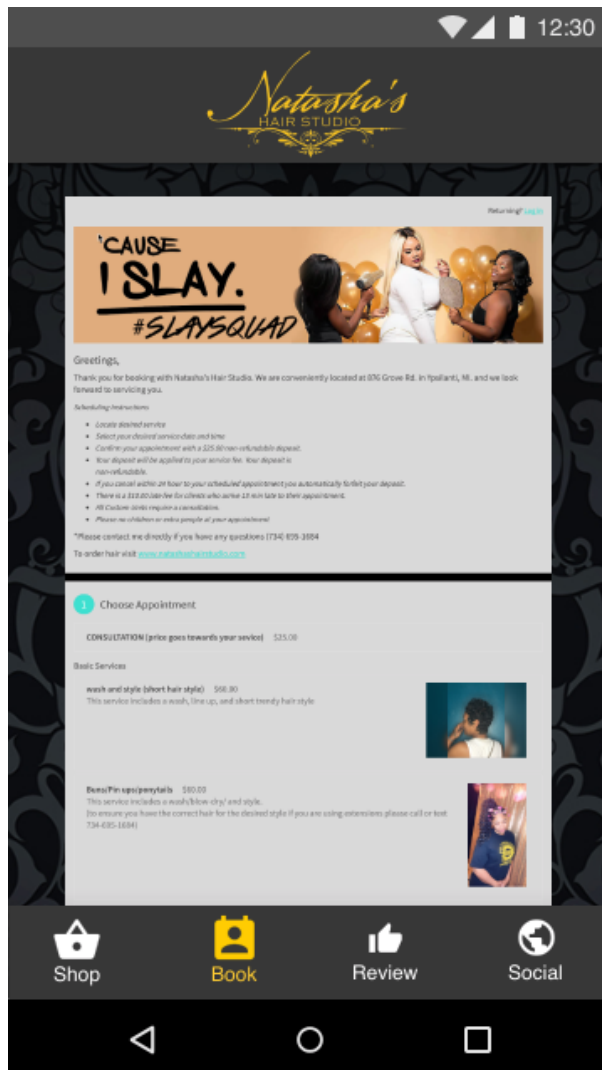 12:30
Natasha's
HAIR STUDIO
Returning? Log In
'CAUSE
I SLAY.
#SLAYSQUAD
Greetings,
Thank you for booking with Natasha's Hair Studio. We are conveniently located at 876 Grove Rd. in Ypsilanti, MI. and we look
forward to servicing you.
Scheduling Instructions
Locate desired service
Select your desired service date and time
Confirm your appointment with a $25.00 non-refundable deposit.
Your deposit will be applied to your service fee. Your deposit is
non-refundable.
If you cancel within 24 hour to your scheduled appointment you automatically forfeit your deposit.
There is a $10.00 late fee for clients who arrive 15 min late to their appointment.
All Custom Units require a consultation.
Please no children or extra people at your appointment
*Please contact me directly if you have any questions (734) 695-1684
To order hair visit www.natashashairstudio.com
1 Choose Appointment
CONSULTATION (price goes towards your sevice) $25.00
Basic Services
wash and style (short hair style) $60.00
This service includes a wash, line up, and short trendy hair style
Buns/Pin ups/ponytails $80.00
This service includes a wash/blow-dry/ and style.
(to ensure you have the correct hair for the desired style if you are using extensions please call or text
734-695-1684)
Shop
Book
Review
Social